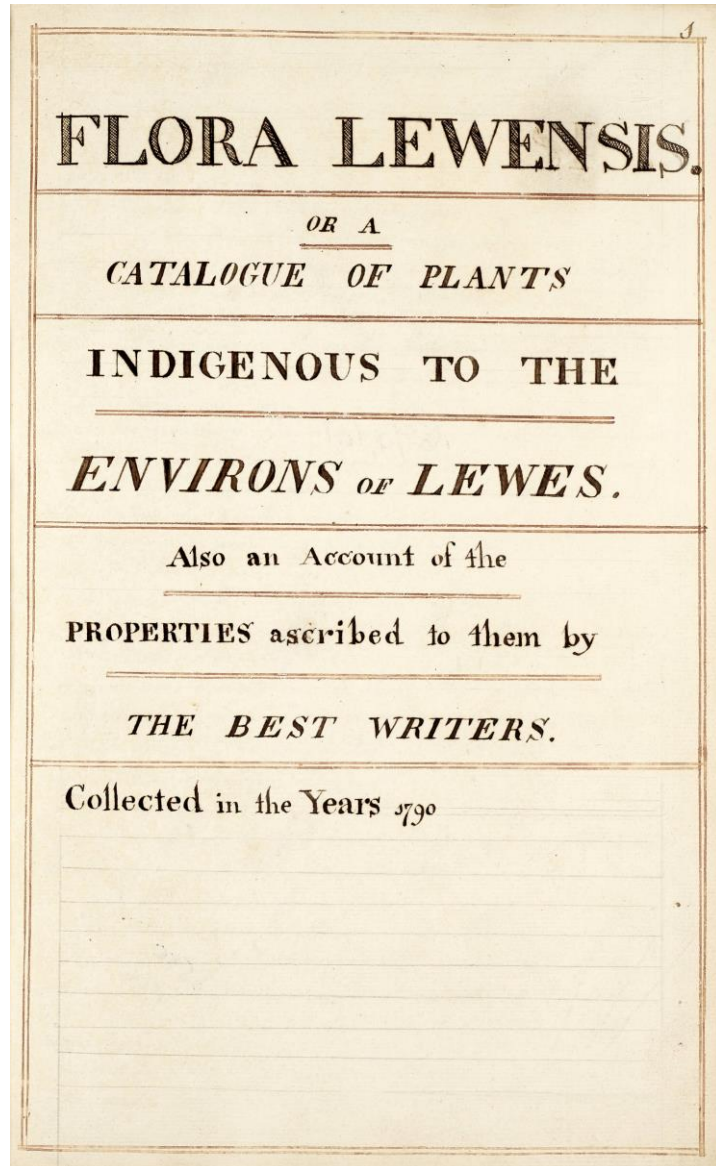 1
FLORA LEWENSIS.
OR A
CATALOGUE OF PLANTS
INDIGENOUS TO THE
ENVIRONS OF LEWES.
Also an Account of the
PROPERTIES ascribed to them by
THE BEST WRITERS.
Collected in the Years 1790